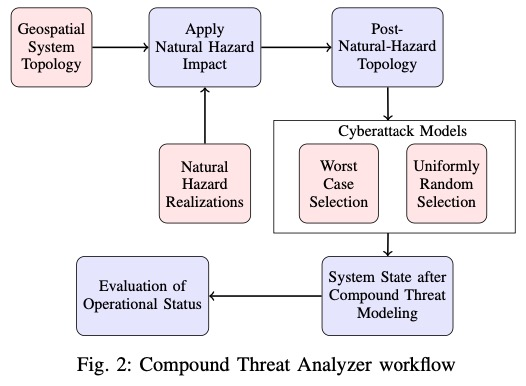 Geospatial
System
Topology
Apply
Natural Hazard
Impact
Post-
Natural-Hazard
Topology
Natural
Hazard
Realizations
Cyberattack Models
Worst
Case
Selection
Uniformly
Random
Selection
Evaluation of
Operational Status
System State after
Compound Threat
Modeling
Fig. 2: Compound Threat Analyzer workflow